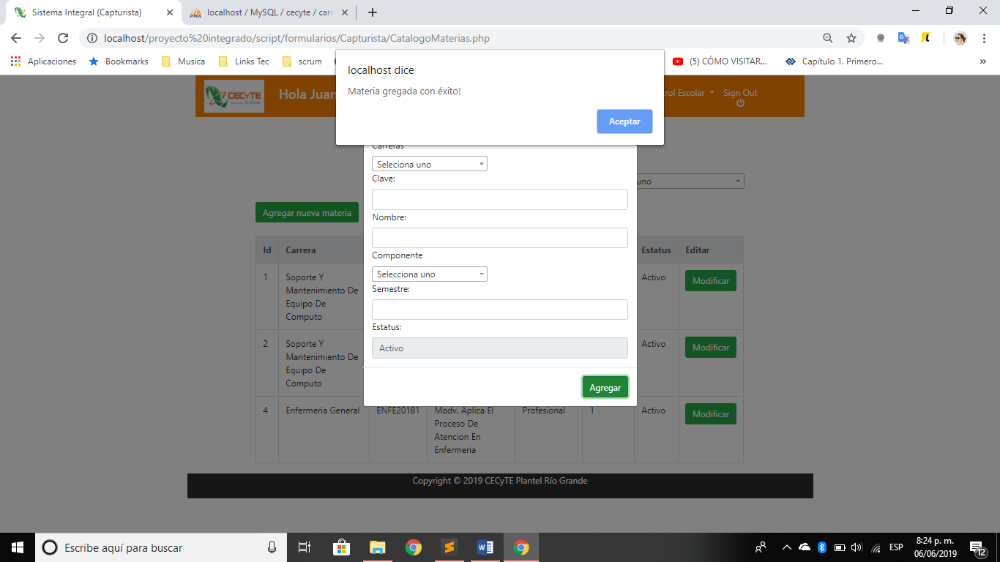 Sistema Integral (Capturista)
localhost / MySQL / cecyte / carr
localhost/proyecto%20integrado/script/formularios/Capturista/CatalogoMaterias.php
Aplicaciones
Bookmarks
Musica
Links Tec
scrum
(5) CÓMO VISITAR...
Capítulo 1. Primero...
»
localhost dice
Materia gregada con éxito!
Aceptar
CECyTE
Hola Juan
rol Escolar
Sign Out
Carreras
Seleciona uno
Clave:
Nombre:
Componente
Selecciona uno
Semestre:
Estatus:
Activo
Agregar
uno
Agregar nueva materia
Id Carrera Estatus Editar
1 Soporte Y Activo Modificar
Mantenimiento De
Equipo De
Computo
2 Soporte Y Activo Modificar
Mantenimiento De
Equipo De
Computo
4 Enfermeria General ENFE20181 Modv. Aplica El Profesional 1 Activo Modificar
Proceso De
Atencion En
Enfermeria
Copyright © 2019 CECyTE Plantel Río Grande
Escribe aquí para buscar
ESP
8:24 p. m.
06/06/2019
12